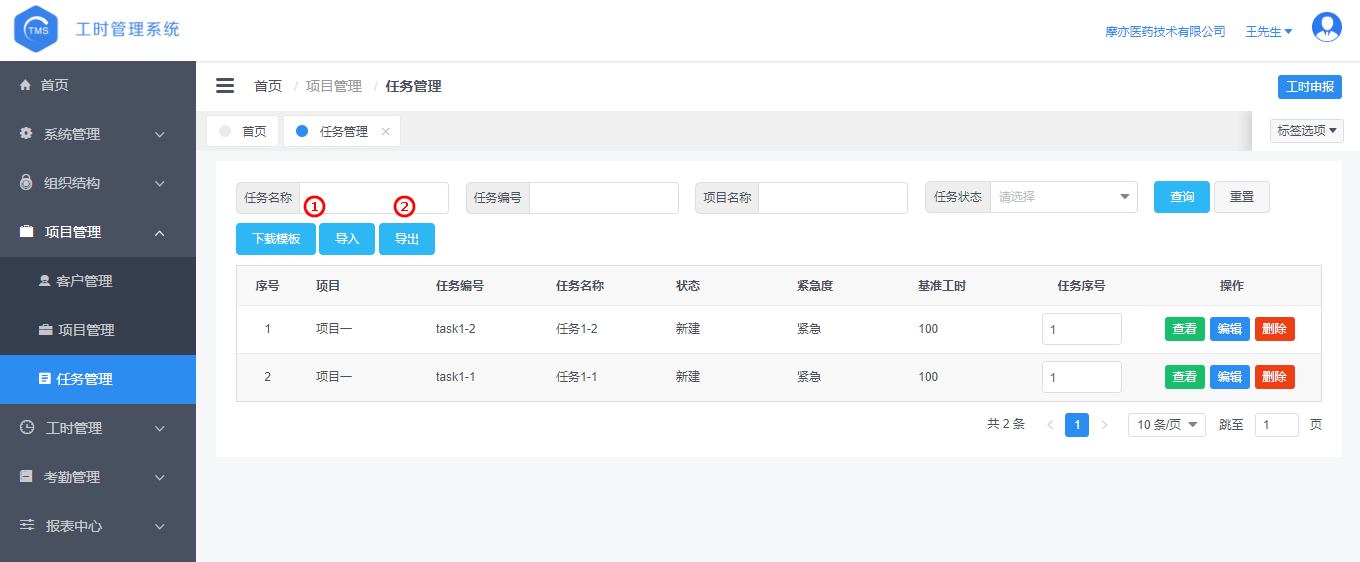 TMS 工时管理系统
摩亦医药技术有限公司 王先生
首页
系统管理
组织结构
项目管理
客户管理
项目管理
任务管理
工时管理
考勤管理
报表中心
首页 / 项目管理 / 任务管理
工时申报
首页 任务管理 ×
标签选项
任务名称 任务编号 项目名称 任务状态 请选择 查询 重置
① ②
下载模板 导入 导出
序号 项目 任务编号 任务名称 状态 紧急度 基准工时 任务序号 操作
1 项目一 task1-2 任务1-2 新建 紧急 100 1 查看 编辑 删除
2 项目一 task1-1 任务1-1 新建 紧急 100 1 查看 编辑 删除
共 2 条 < 1 > 10 条/页 跳至 1 页